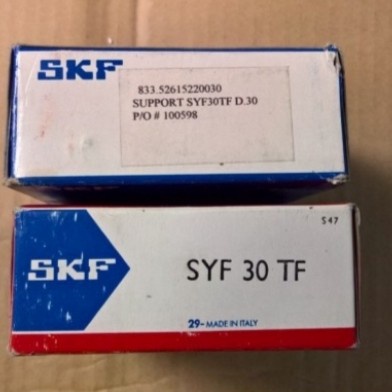 SKF
833.52615220030
SUPPORT SYF30TF D.30
P/O # 100598
547
SKF
SYF 30 TF
29- MADE IN ITALY